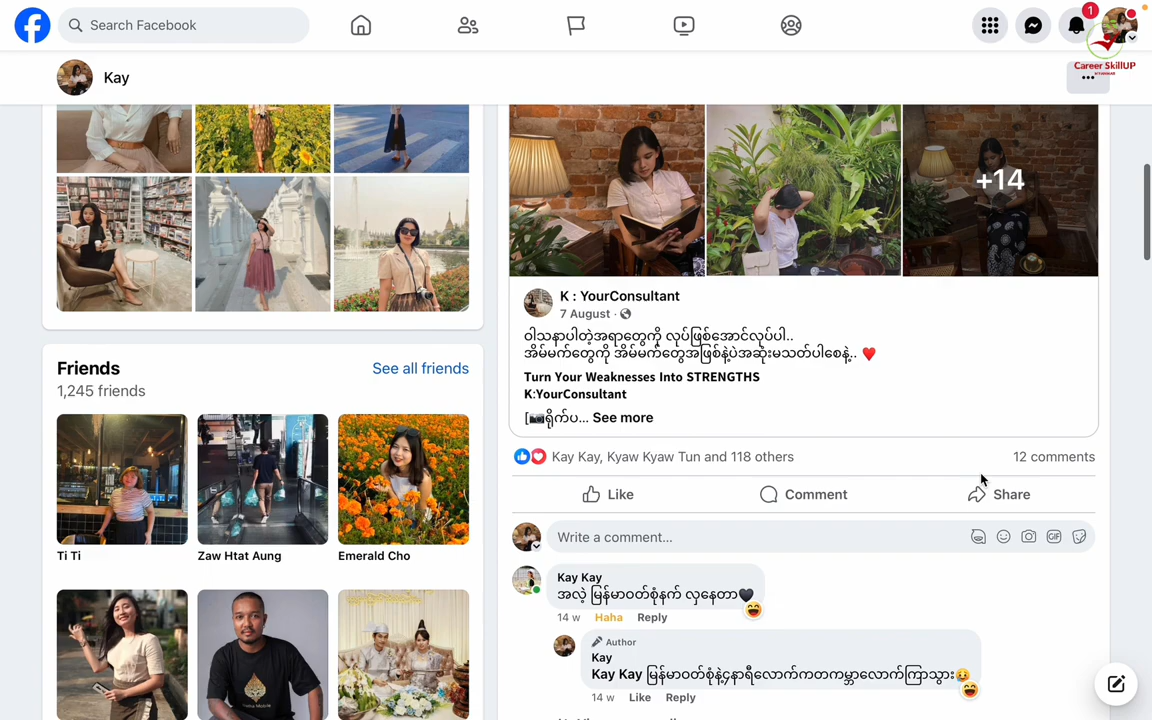 Search Facebook
1
Career SkillUP
MYANMAR
Kay
+14
K : YourConsultant
7 August ·
ဝါသနာပါတဲ့အရာတွေကို လုပ်ဖြစ်အောင်လုပ်ပါ..
အိမ်မက်တွေကို အိမ်မက်တွေအဖြစ်နဲ့ပဲအဆုံးမသတ်ပါစေနဲ့.. ❤️
Turn Your Weaknesses Into STRENGTHS
K:YourConsultant
[📷ရိုက်ပ... See more
Friends
See all friends
1,245 friends
Kay Kay, Kyaw Kyaw Tun and 118 others
12 comments
Like
Comment
Share
Write a comment...
Ti Ti
Zaw Htat Aung
Emerald Cho
Kay Kay
အလဲ့ မြန်မာဝတ်စုံနက် လှနေတာ🖤
14 w
Haha
Reply
Author
Kay
Kay Kay မြန်မာဝတ်စုံနဲ့ငနာရီလောက်ကတကမ္ဘာလောက်ကြာသွား🥹
14 w
Like
Reply